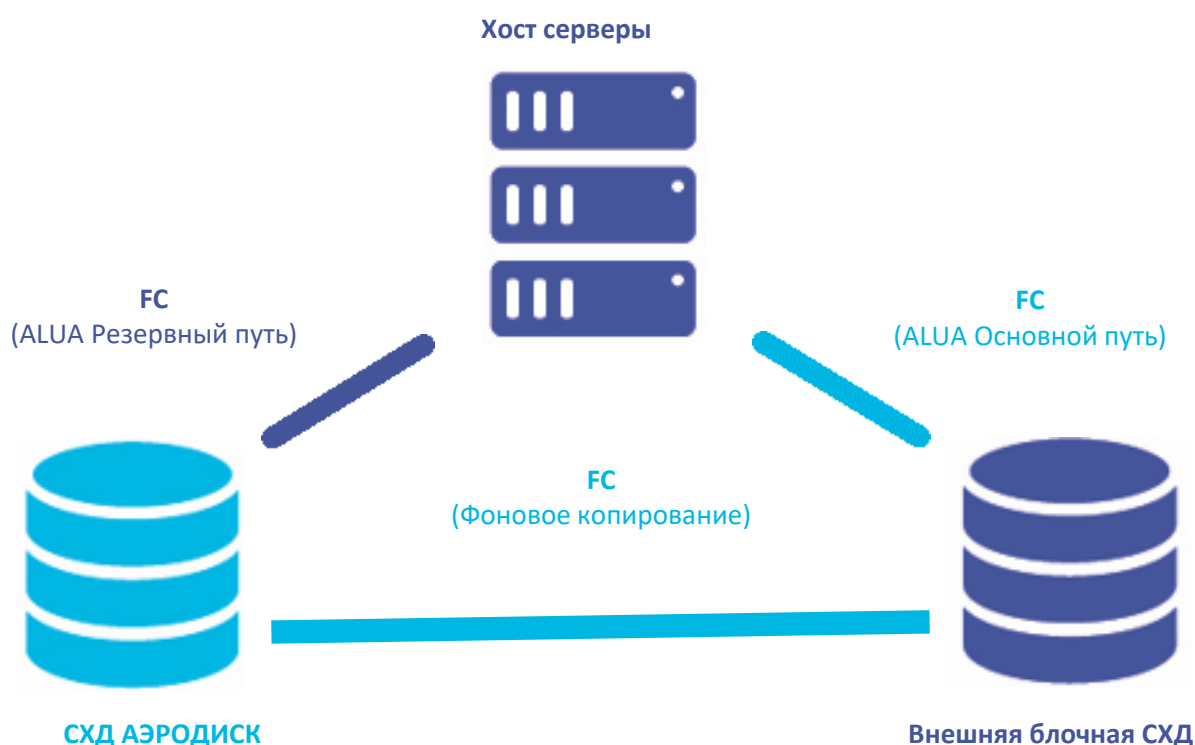 Хост серверы
FC
(ALUA Резервный путь)
FC
(ALUA Основной путь)
FC
(Фоновое копирование)
СХД АЭРОДИСК
Внешняя блочная СХД